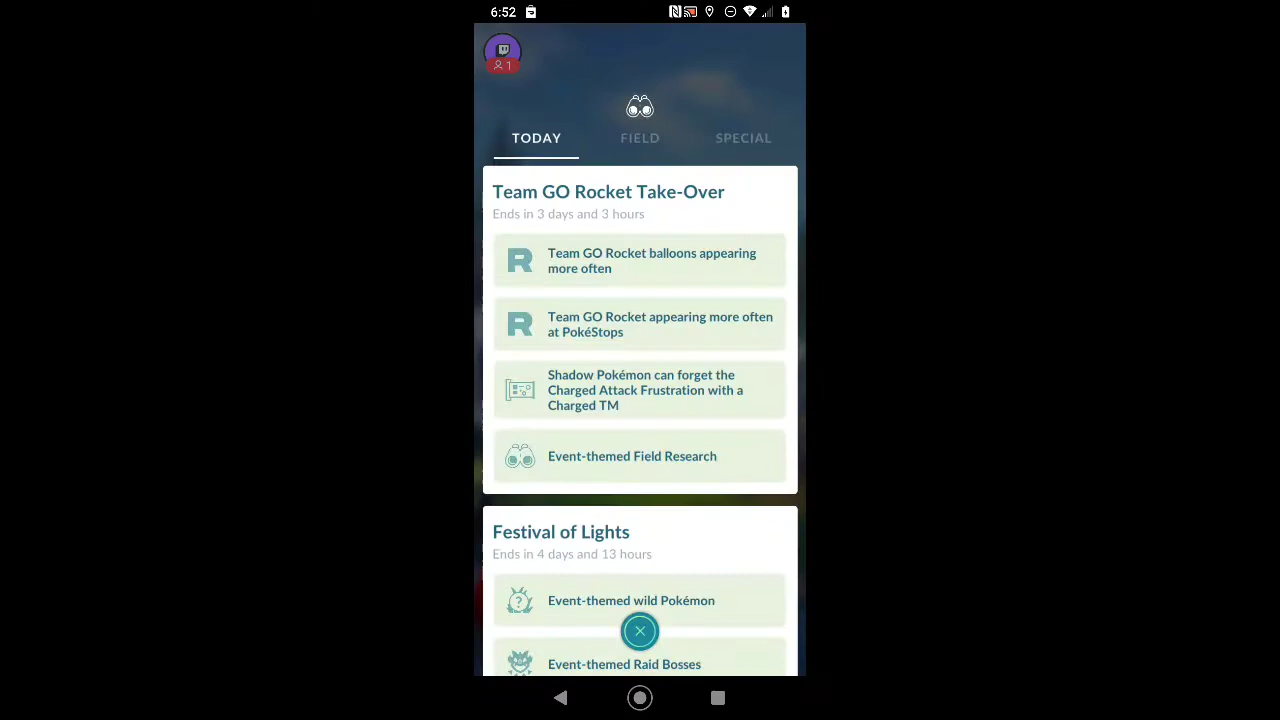 6:52
1
TODAY
FIELD
SPECIAL
Team GO Rocket Take-Over
Ends in 3 days and 3 hours
R
Team GO Rocket balloons appearing
more often
R
Team GO Rocket appearing more often
at PokéStops
Shadow Pokémon can forget the
Charged Attack Frustration with a
Charged TM
Event-themed Field Research
Festival of Lights
Ends in 4 days and 13 hours
?
Event-themed wild Pokémon
Event-themed Raid Bosses